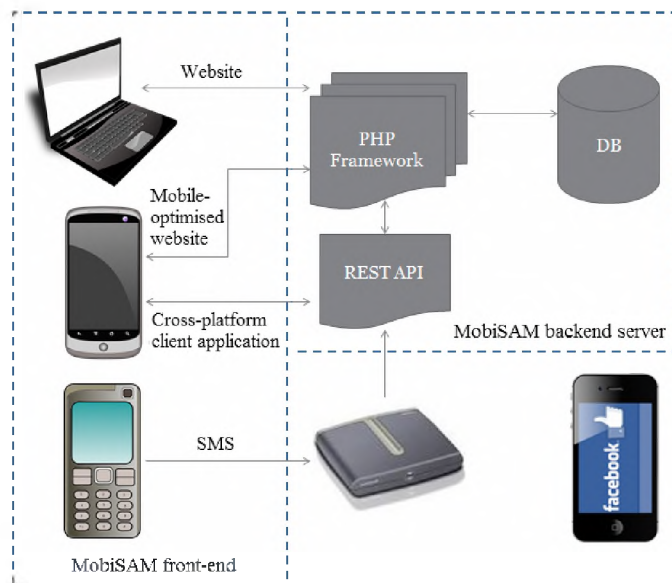 Website
PHP
Framework
DB
Mobile-
optimised
website
REST API
Cross-platform
client application
MobiSAM backend server
SMS
facebook
MobiSAM front-end